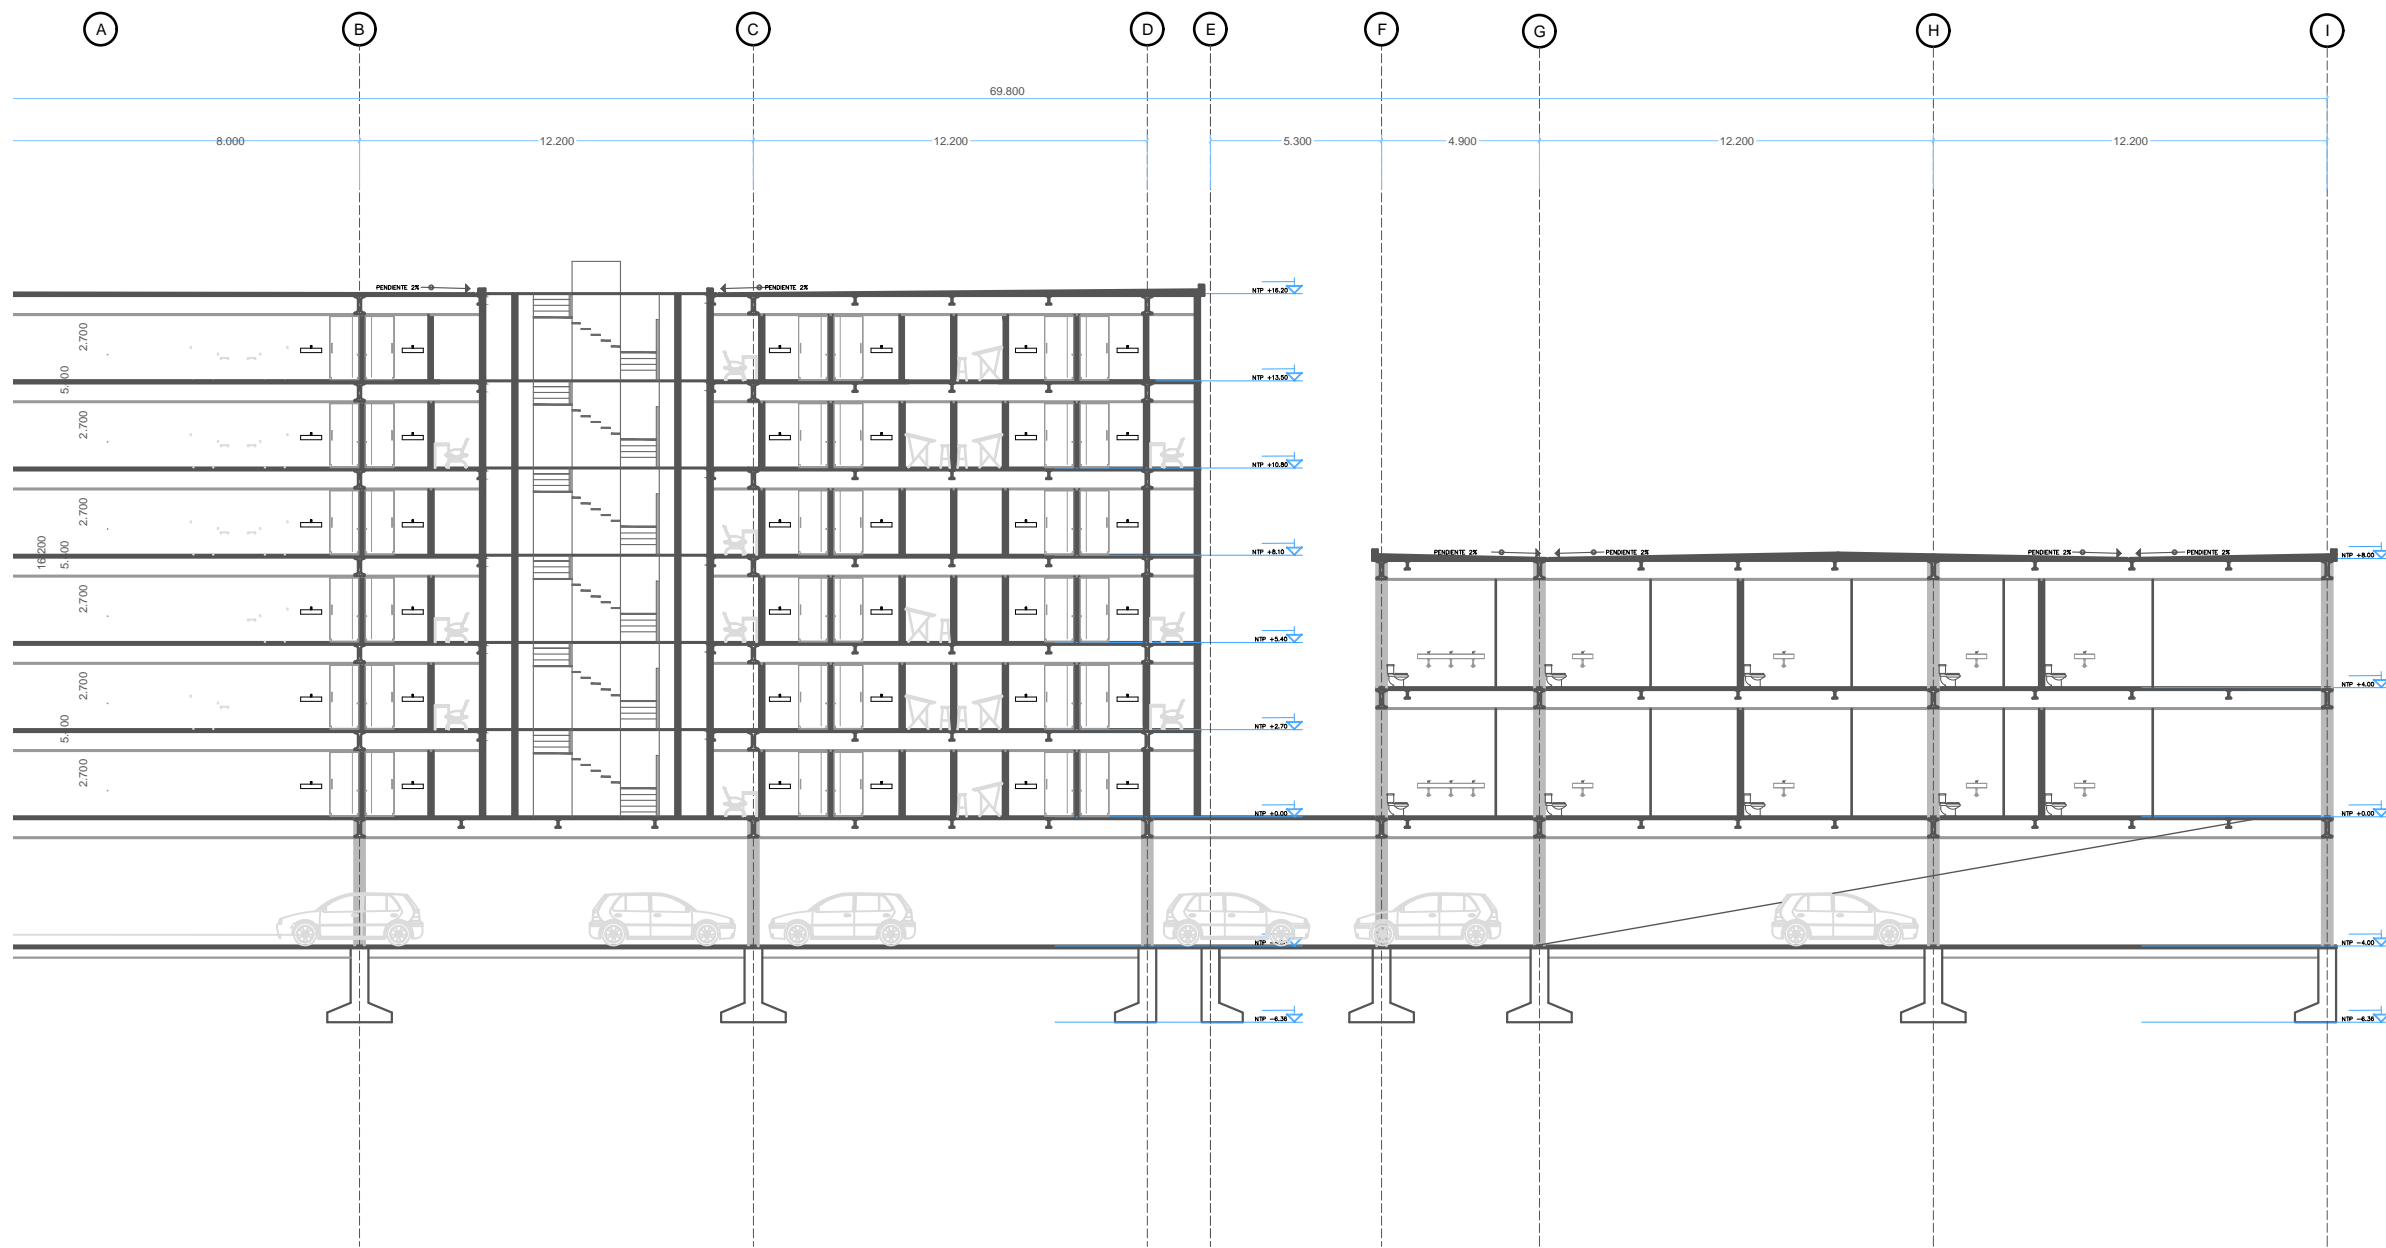 A B C D E F G H I
69.800
8.000 12.200 12.200 5.300 4.900 12.200 12.200
PENDIENTE 2% PENDIENTE 2%
NTP +16.20
2.700
NTP +13.50
2.700
NTP +10.80
2.700
16.200
NTP +8.10
PENDIENTE 2% PENDIENTE 2% PENDIENTE 2% PENDIENTE 2%
NTP +8.00
2.700
NTP +5.40
2.700
NTP +4.00
NTP +2.70
2.700
NTP +0.00
NTP +0.00
NTP -4.00
NTP -6.36
NTP -6.36